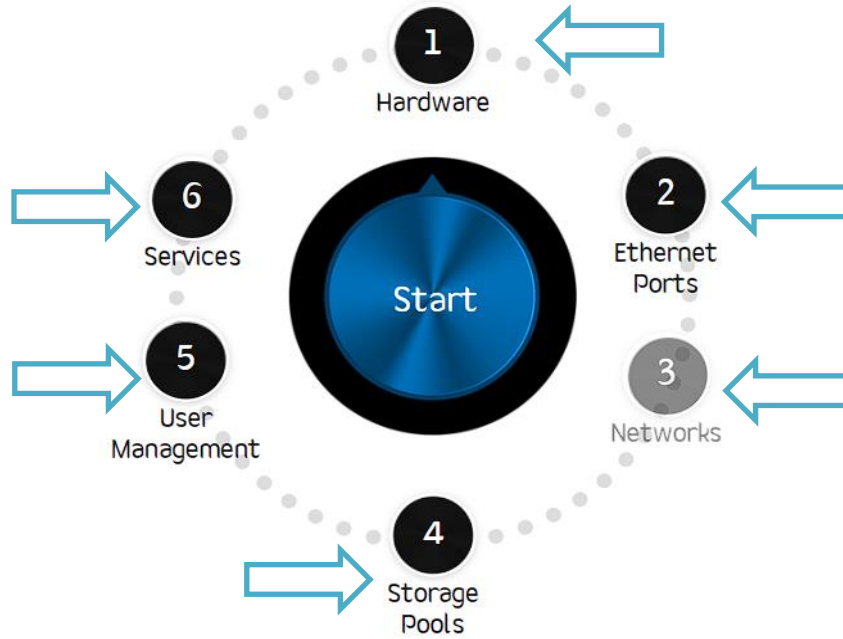 1
Hardware
2
Ethernet
Ports
3
Networks
4
Storage
Pools
5
User
Management
6
Services
Start